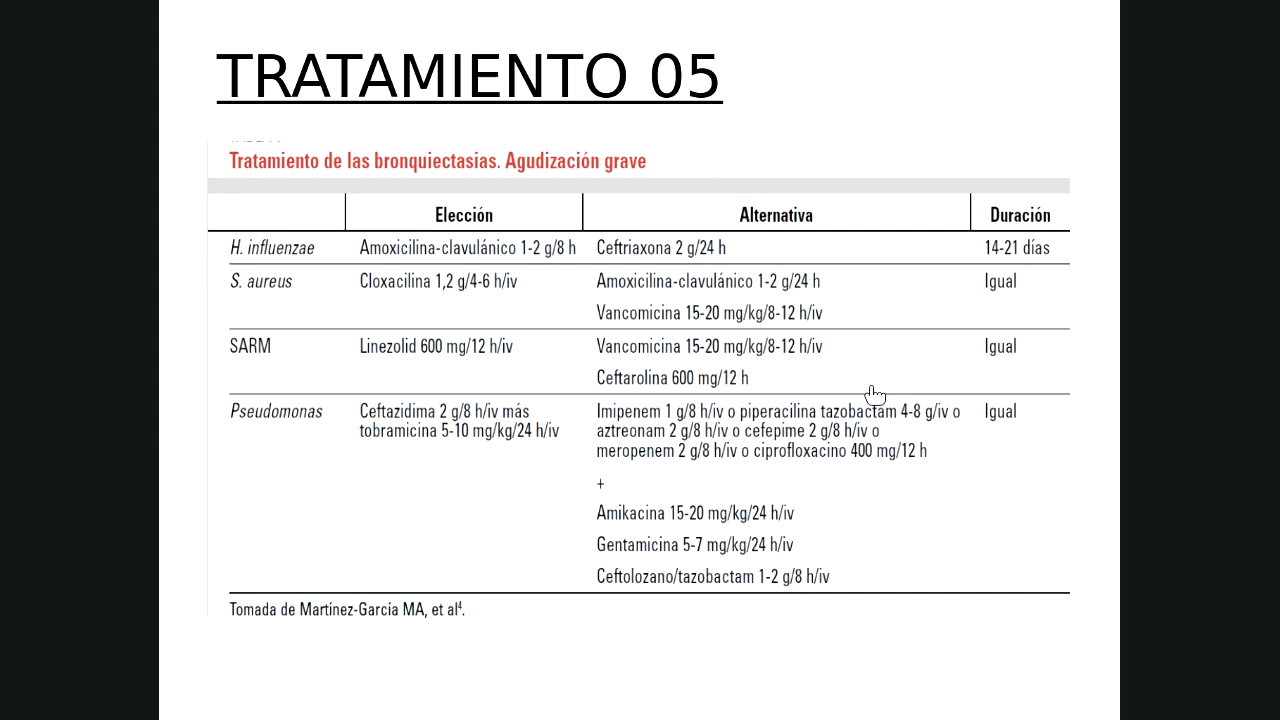 TRATAMIENTO 05
Tratamiento de las bronquiectasias. Agudización grave
Elección Alternativa Duración
H. influenzae Amoxicilina-clavulánico 1-2 g/8 h Ceftriaxona 2 g/24 h 14-21 días
S. aureus Cloxacilina 1,2 g/4-6 h/iv Amoxicilina-clavulánico 1-2 g/24 h Igual
Vancomicina 15-20 mg/kg/8-12 h/iv
SARM Linezolid 600 mg/12 h/iv Vancomicina 15-20 mg/kg/8-12 h/iv Igual
Ceftarolina 600 mg/12 h
Pseudomonas Ceftazidima 2 g/8 h/iv más Imipenem 1 g/8 h/iv o piperacilina tazobactam 4-8 g/iv o Igual
tobramicina 5-10 mg/kg/24 h/iv aztreonam 2 g/8 h/iv o cefepime 2 g/8 h/iv o
meropenem 2 g/8 h/iv o ciprofloxacino 400 mg/12 h
+
Amikacina 15-20 mg/kg/24 h/iv
Gentamicina 5-7 mg/kg/24 h/iv
Ceftolozano/tazobactam 1-2 g/8 h/iv
Tomada de Martínez-García MA, et al⁴.